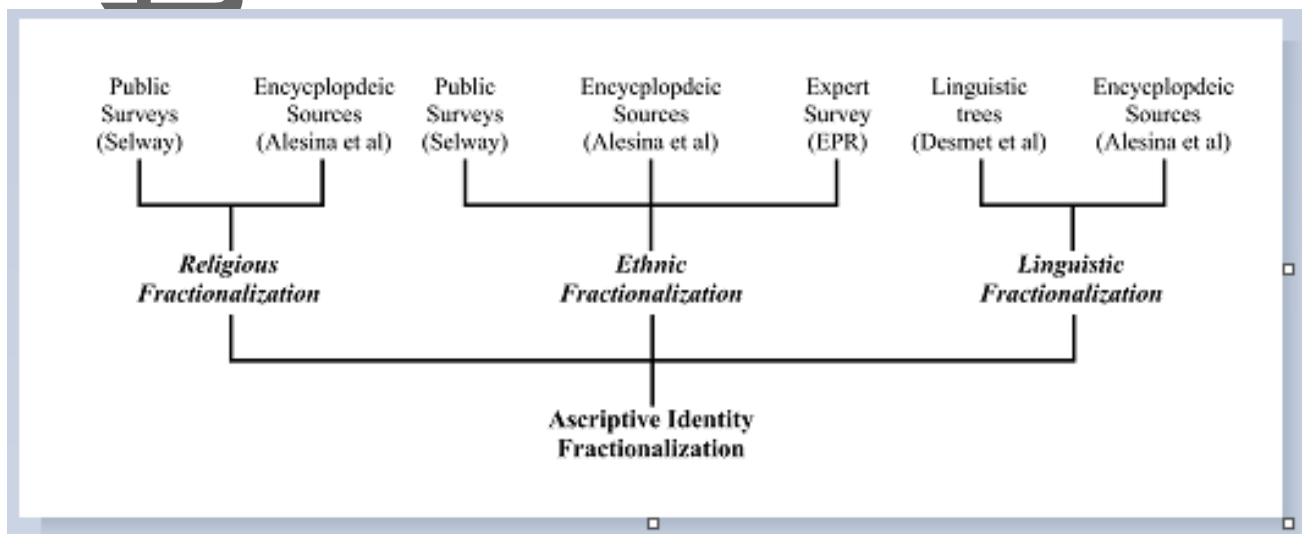 Public Surveys (Selway)
Encycplopdeic Sources (Alesina et al)
Public Surveys (Selway)
Encycplopdeic Sources (Alesina et al)
Expert Survey (EPR)
Linguistic trees (Desmet et al)
Encycplopdeic Sources (Alesina et al)
Religious Fractionalization
Ethnic Fractionalization
Linguistic Fractionalization
Ascriptive Identity
Fractionalization